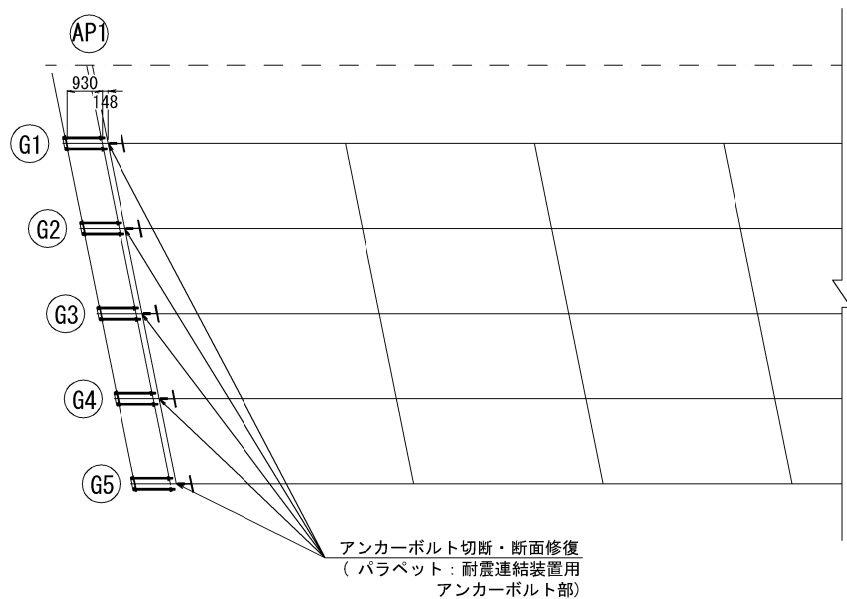 AP1
930
148
G1
G2
G3
G4
G5
アンカーボルト切断・断面修復
( パラペット：耐震連結装置用
アンカーボルト部)